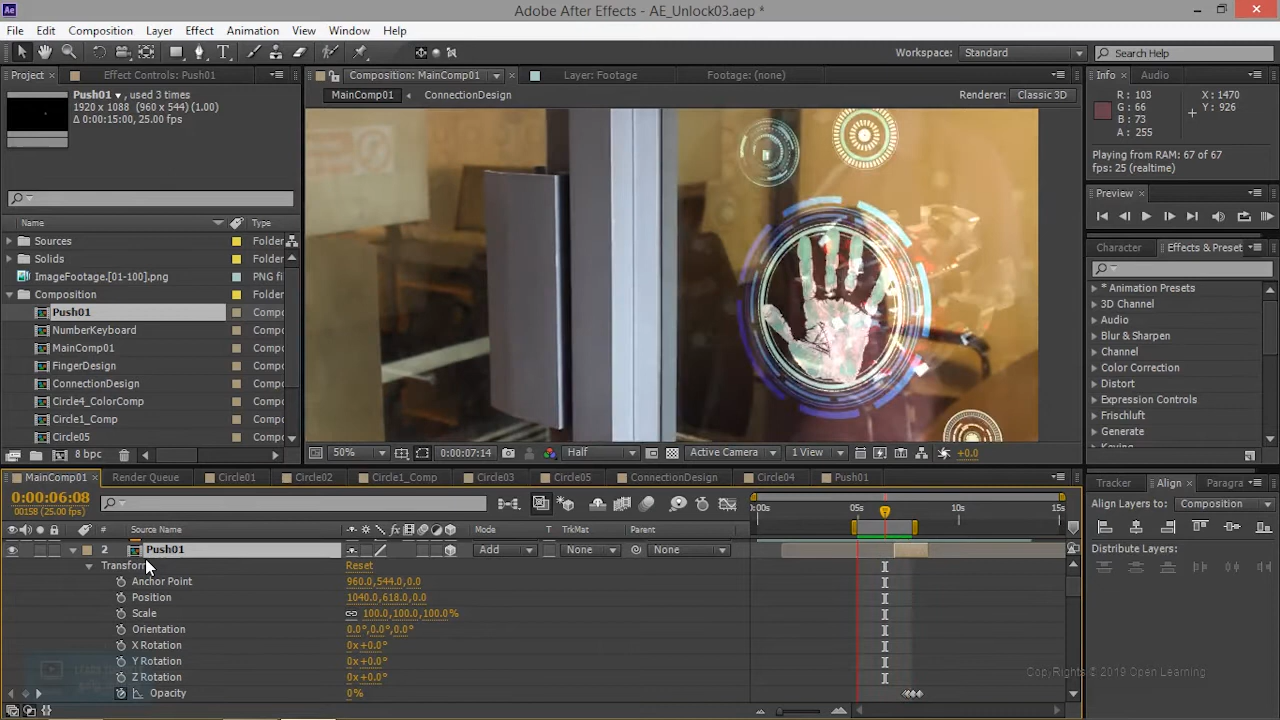 Adobe After Effects - AE_Unlock03.aep *
File Edit Composition Layer Effect Animation View Window Help
Workspace: Standard Search Help
Project Effect Controls: Push01 Composition: MainComp01 Layer: Footage Footage: (none) Info Audio
Push01 , used 3 times
1920 x 1088 (960 x 544) (1.00)
Δ 0:00:15:00, 25.00 fps
MainComp01 ConnectionDesign Renderer: Classic 3D
R: 103 X: 1470
G: 66 Y: 926
B: 73
A: 255
Playing from RAM: 67 of 67
fps: 25 (realtime)
Preview
Character Effects & Preset
Name Type
Sources Folder
Solids Folder
ImageFootage.[01-100].png PNG fi
Composition Folder
Push01 Compo
NumberKeyboard Compo
MainComp01 Compo
FingerDesign Compo
ConnectionDesign Compo
Circle4_ColorComp Compo
Circle1_Comp Compo
Circle05 Compo
8 bpc
* Animation Presets
3D Channel
Audio
Blur & Sharpen
Channel
Color Correction
Distort
Expression Controls
Frischluft
Generate
Keying
50% 0:00:07:14 Half Active Camera 1 View +0.0
MainComp01 Render Queue Circle01 Circle02 Circle1_Comp Circle03 Circle05 ConnectionDesign Circle04 Push01
Tracker Align Paragra
0:00:06:08
00158 (25.00 fps)
:00s 05s 10s 15s
Align Layers to: Composition
Distribute Layers:
# Source Name Mode T TrkMat Parent
2 Push01 Add None None
Transform Reset
Anchor Point 960.0,544.0,0.0
Position 1040.0,618.0,0.0
Scale 100.0,100.0,100.0%
Orientation 0.0°,0.0°,0.0°
X Rotation 0x+0.0°
Y Rotation 0x+0.0°
Z Rotation 0x+0.0°
Opacity 0%
Copy Rights © 2019 Open Learning